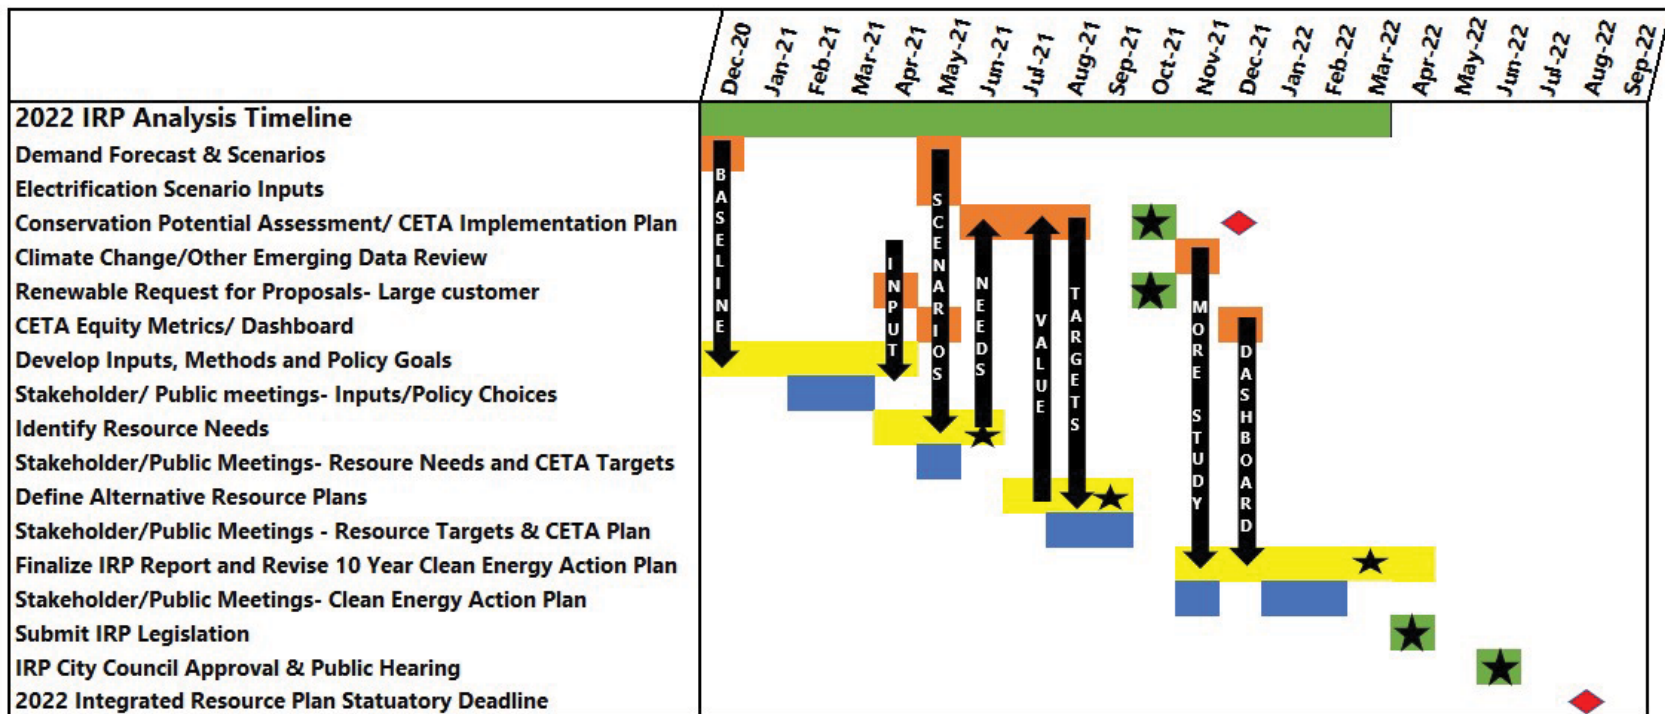 Dec-20 Jan-21 Feb-21 Mar-21 Apr-21 May-21 Jun-21 Jul-21 Aug-21 Sep-21 Oct-21 Nov-21 Dec-21 Jan-22 Feb-22 Mar-22 Apr-22 May-22 Jun-22 Jul-22 Aug-22 Sep-22
2022 IRP Analysis Timeline
Demand Forecast & Scenarios
Electrification Scenario Inputs
Conservation Potential Assessment/ CETA Implementation Plan
Climate Change/Other Emerging Data Review
Renewable Request for Proposals- Large customer
CETA Equity Metrics/ Dashboard
Develop Inputs, Methods and Policy Goals
Stakeholder/ Public meetings- Inputs/Policy Choices
Identify Resource Needs
Stakeholder/Public Meetings- Resoure Needs and CETA Targets
Define Alternative Resource Plans
Stakeholder/Public Meetings - Resource Targets & CETA Plan
Finalize IRP Report and Revise 10 Year Clean Energy Action Plan
Stakeholder/Public Meetings- Clean Energy Action Plan
Submit IRP Legislation
IRP City Council Approval & Public Hearing
2022 Integrated Resource Plan Statuatory Deadline
BASELINE
INPUT
SCENARIOS
NEEDS
VALUE
TARGETS
MORE STUDY
DASHBOARD